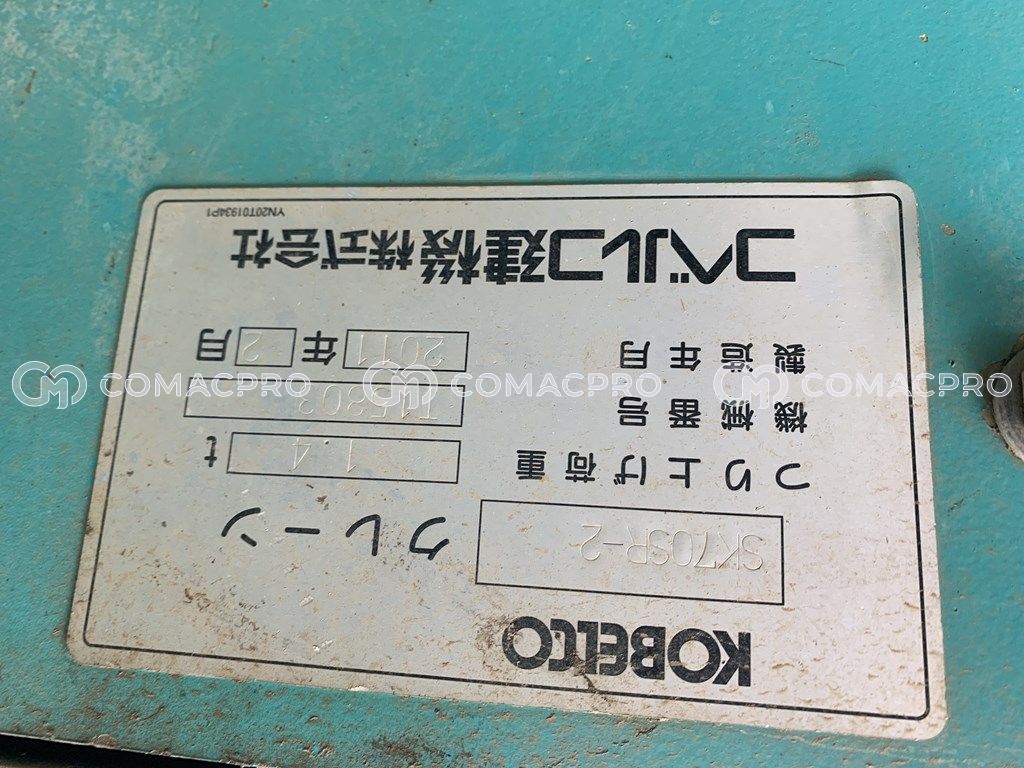 KOBELCO
SK70SR-2 クレーン
つり上げ荷重 1.4 t
機械番号
製造年月 2011 年 2 月
コベルコ建機株式会社
YN20T01934P1
COMACPRO COMACPRO COMACPRO